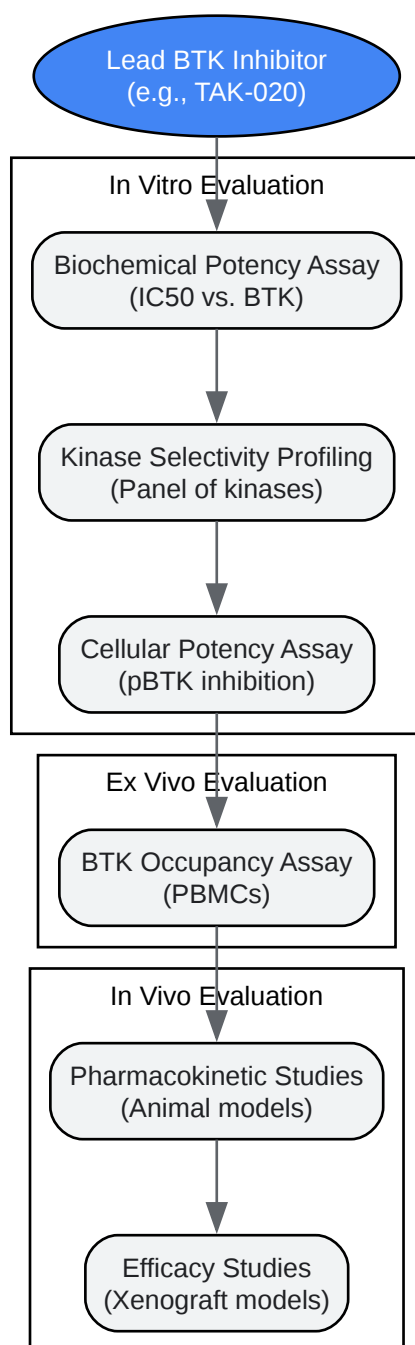 Lead BTK Inhibitor
(e.g., TAK-020)
In Vitro Evaluation
Biochemical Potency Assay
(IC50 vs. BTK)
Kinase Selectivity Profiling
(Panel of kinases)
Cellular Potency Assay
(pBTK inhibition)
Ex Vivo Evaluation
BTK Occupancy Assay
(PBMCs)
In Vivo Evaluation
Pharmacokinetic Studies
(Animal models)
Efficacy Studies
(Xenograft models)